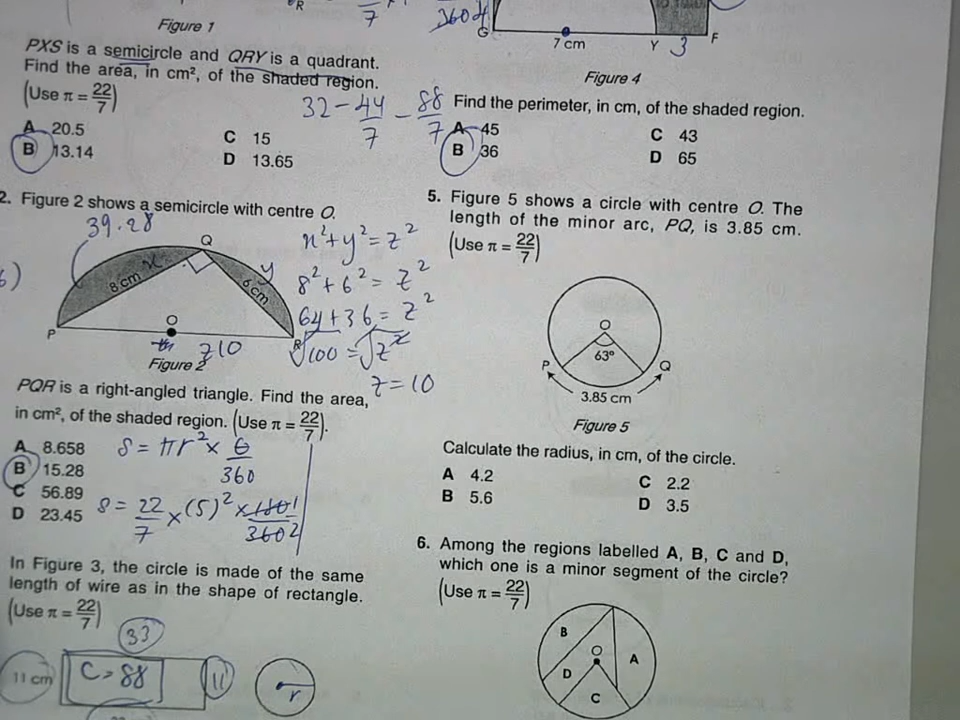 Figure 1
PXS is a semicircle and QRY is a quadrant.
Find the area, in cm², of the shaded region.
(Use π = 22/7)
A 20.5
B 13.14
C 15
D 13.65
32 - 44/7 - 88/7
2. Figure 2 shows a semicircle with centre O.
39.28
Q
8 cm x
y 6 cm
P
O
R
z 10
Figure 2
x² + y² = z²
8² + 6² = z²
64 + 36 = z²
√100 = √z²
z = 10
PQR is a right-angled triangle. Find the area,
in cm², of the shaded region. (Use π = 22/7).
A 8.658
B 15.28
C 56.89
D 23.45
s = πr² × θ/360
s = 22/7 × (5)² × 180 1/360 2
In Figure 3, the circle is made of the same
length of wire as in the shape of rectangle.
(Use π = 22/7)
33
11 cm
C = 88
11
r
R
7
360
G
7 cm
Y
3
F
Figure 4
Find the perimeter, in cm, of the shaded region.
A 45
B 36
C 43
D 65
5. Figure 5 shows a circle with centre O. The
length of the minor arc, PQ, is 3.85 cm.
(Use π = 22/7)
O
63°
P
Q
3.85 cm
Figure 5
Calculate the radius, in cm, of the circle.
A 4.2
B 5.6
C 2.2
D 3.5
6. Among the regions labelled A, B, C and D,
which one is a minor segment of the circle?
(Use π = 22/7)
B
O
D
A
C